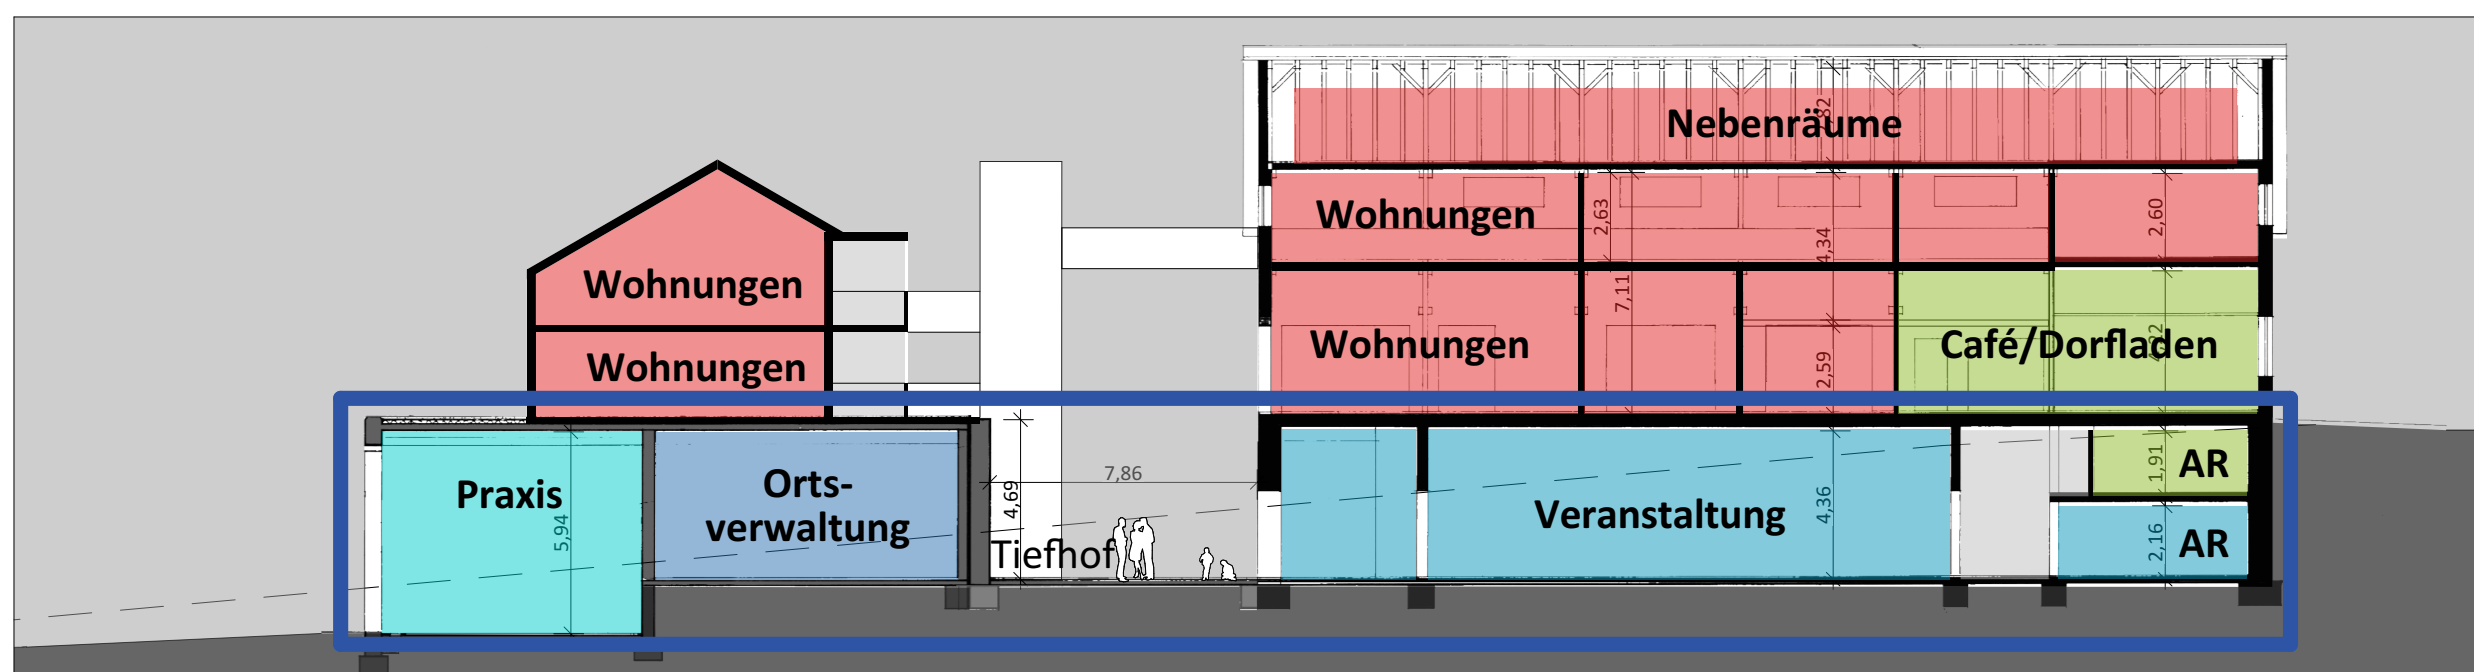 Nebenräume
Wohnungen
2,63
4,34
2,60
Wohnungen
7,11
2,59
Café/Dorfladen
Wohnungen
Wohnungen
Praxis
5,94
Orts-
verwaltung
4,69
7,86
Tiefhof
Veranstaltung
4,36
1,91
AR
2,16
AR